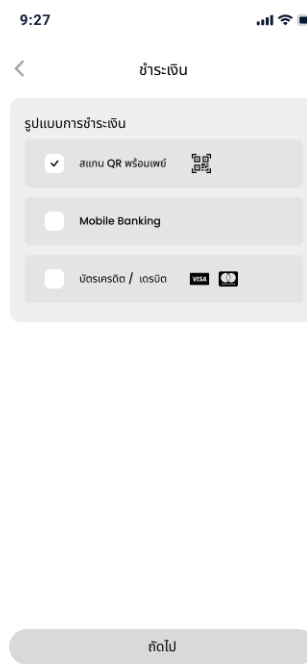 9:27
ชำระเงิน
รูปแบบการชำระเงิน
สแกน QR พร้อมเพย์
Mobile Banking
บัตรเครดิต / เดรบิต VISA
ถัดไป